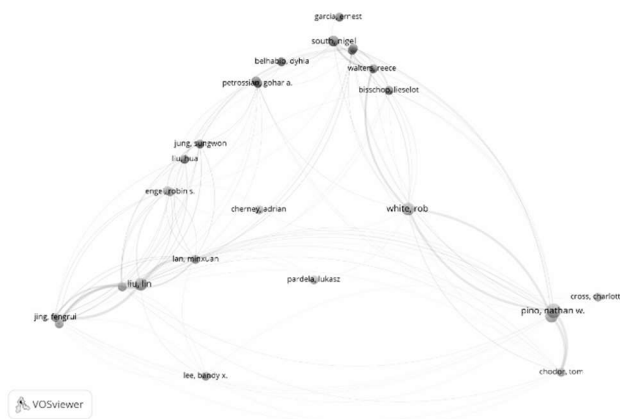 garcia, ernest
south, nigel
walters, reece
belhabib, dyhia
petrossian, gohar a.
bisschop, lieselot
jung, sungwon
liu, hua
engel, robin s.
cherney, adrian
white, rob
lan, minxuan
pardela, lukasz
liu, lin
cross, charlott
pino, nathan w.
jing, fengrui
lee, bandy x.
chodor, tom
VOSviewer